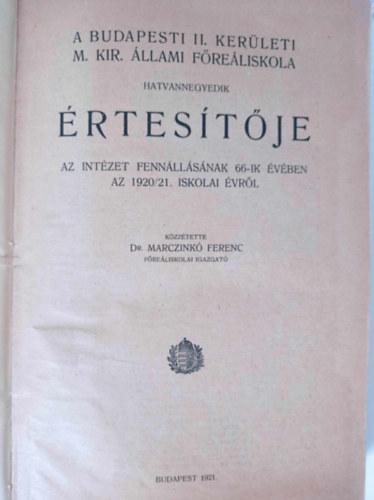 A BUDAPESTI II. KERÜLETI
M. KIR. ÁLLAMI FŐREÁLISKOLA
HATVANNEGYEDIK
ÉRTESÍTŐJE
AZ INTÉZET FENNÁLLÁSÁNAK 66-IK ÉVÉBEN
AZ 1920/21. ISKOLAI ÉVRŐL
KÖZZÉTETTE
DR. MARCZINKÓ FERENC
FŐREÁLISKOLAI IGAZGATÓ
BUDAPEST 1921.